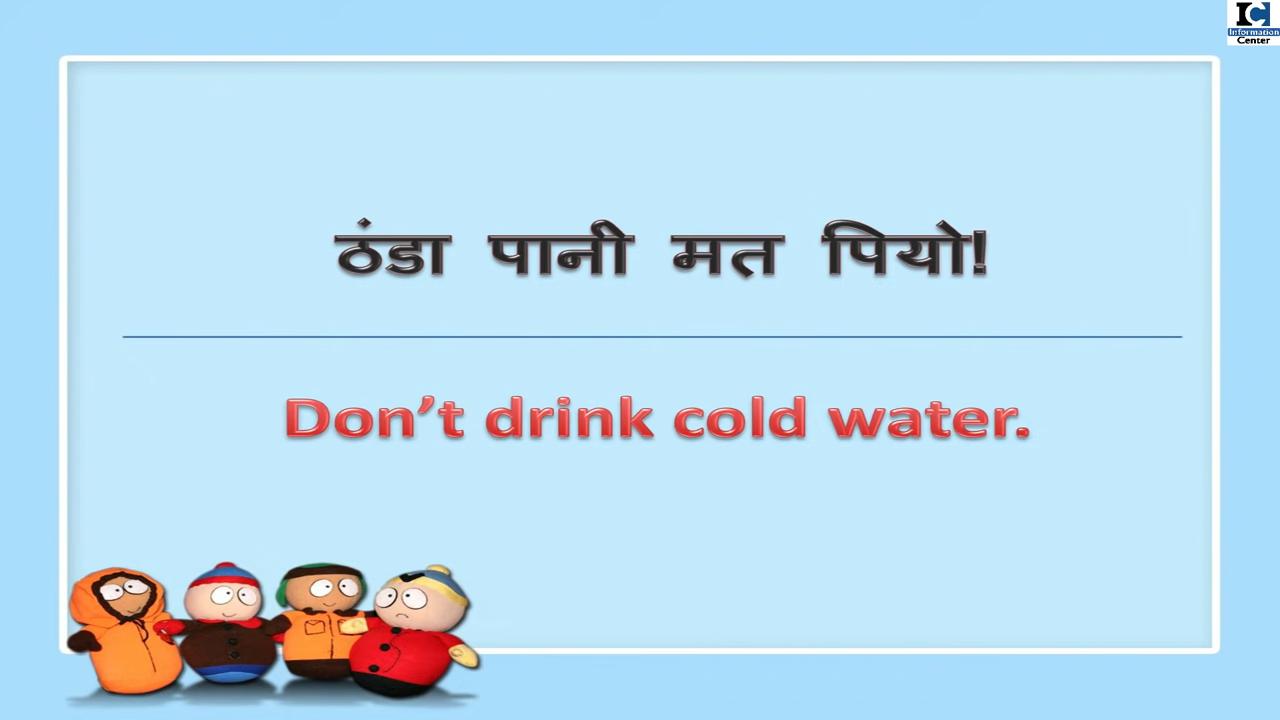 IC
Information
Center
ठंडा पानी मत पियो!
Don't drink cold water.